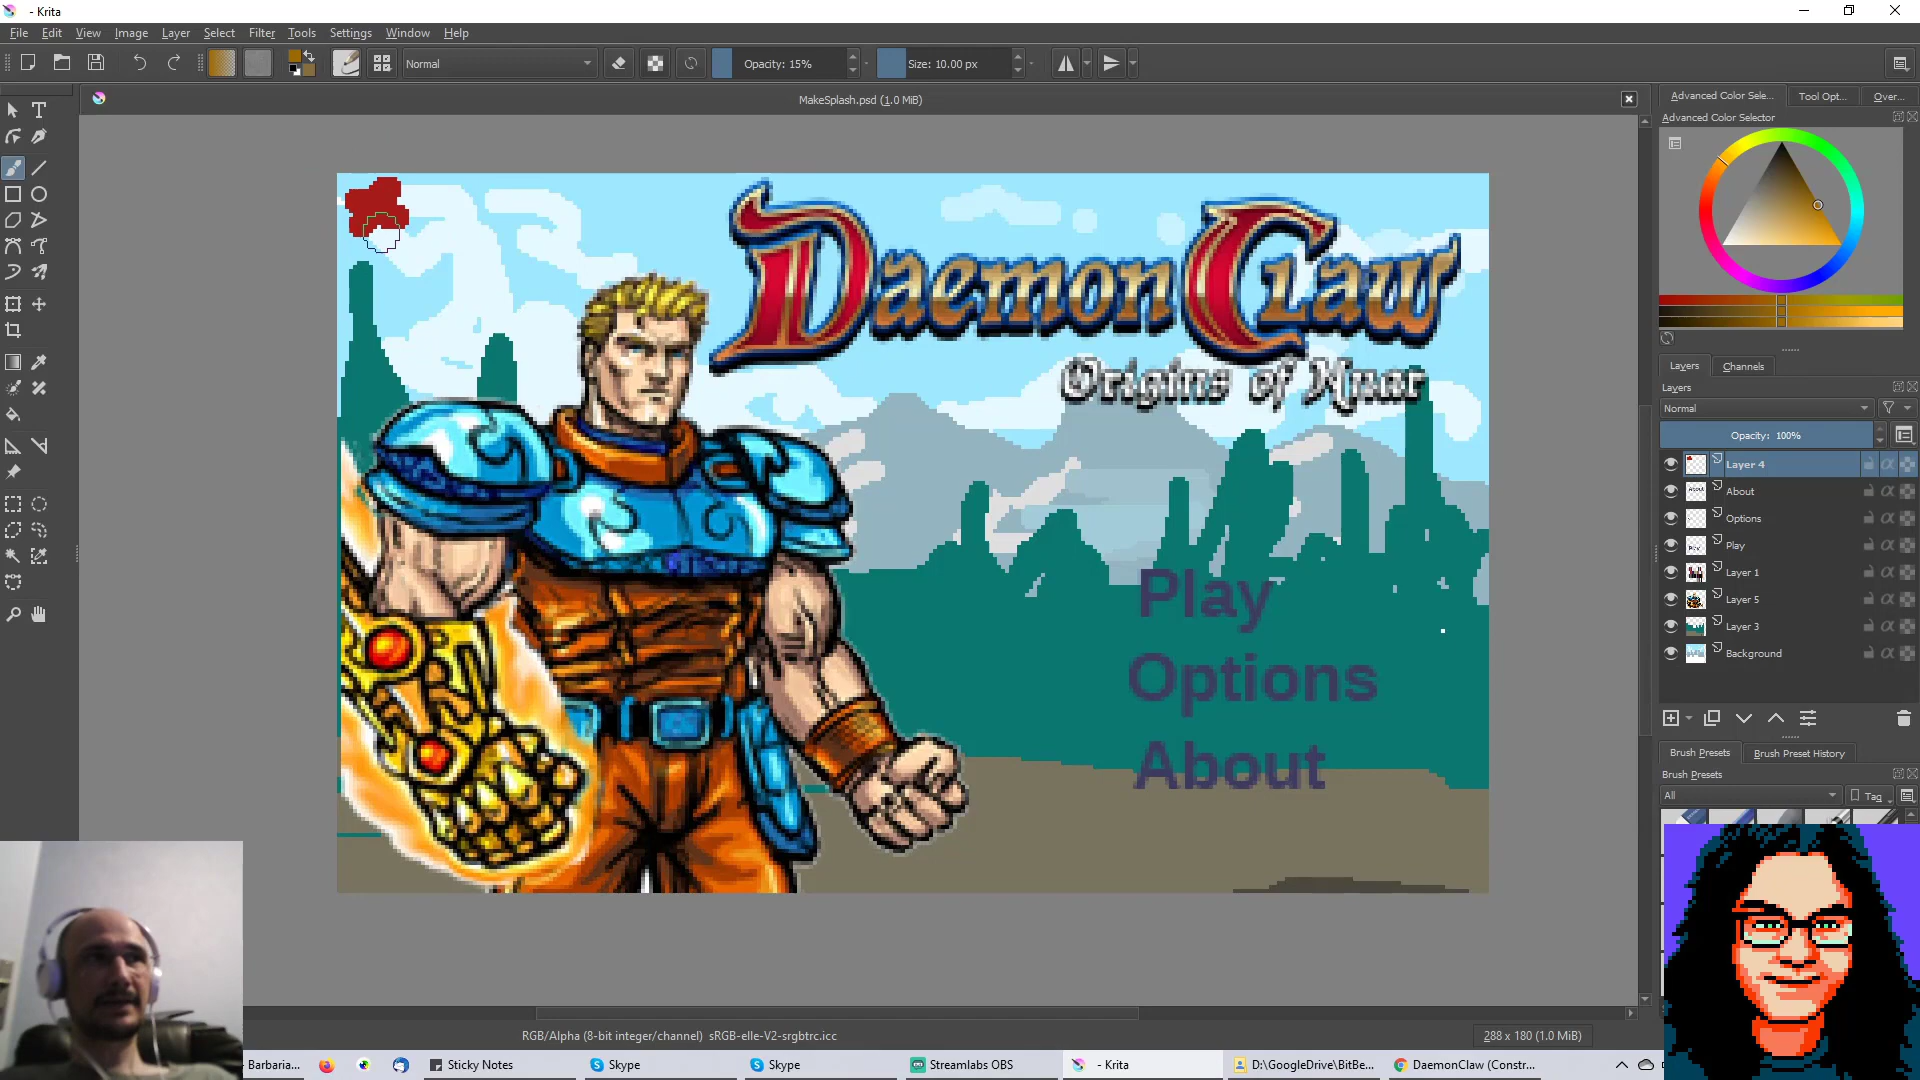 - Krita
File Edit View Image Layer Select Filter Tools Settings Window Help
Normal Opacity: 15% Size: 10.00 px
MakeSplash.psd (1.0 MiB)
Advanced Color Sele... Tool Opt... Over...
Advanced Color Selector
DaemonClaw
Origins of Xnar
Play
Options
About
Layers Channels
Layers
Normal
Opacity: 100%
Layer 4
About
Options
Play
Layer 1
Layer 5
Layer 3
Background
Brush Presets Brush Preset History
Brush Presets
All Tag
RGB/Alpha (8-bit integer/channel) sRGB-elle-V2-srgbtrc.icc
288 x 180 (1.0 MiB)
Barbaria... Sticky Notes Skype Skype Streamlabs OBS - Krita D:\GoogleDrive\BitBe... DaemonClaw (Constr...